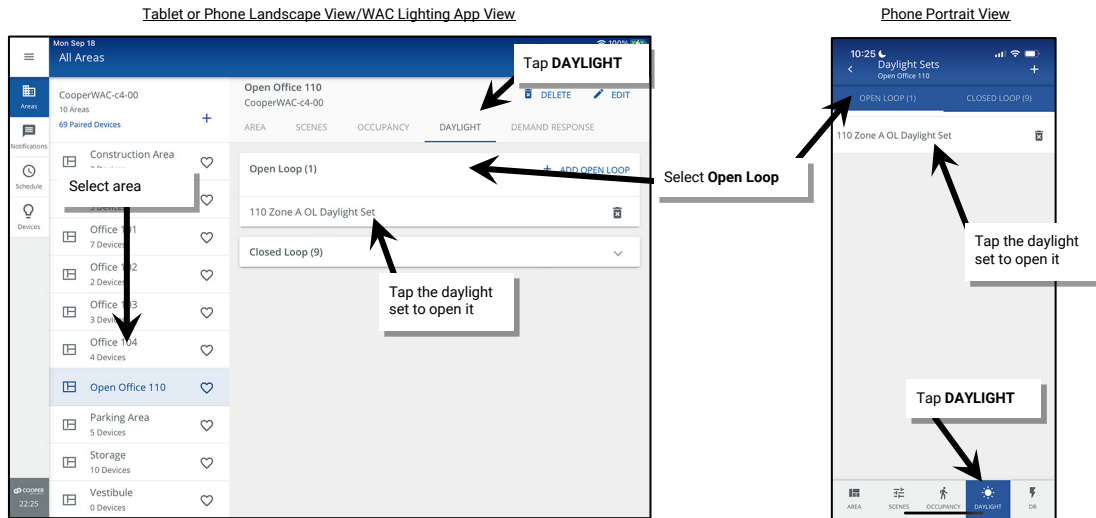 Tablet or Phone Landscape View/WAC Lighting App View
Phone Portrait View
Mon Sep 18
100%
All Areas
Tap DAYLIGHT
Areas
Notifications
Schedule
Devices
COOPER
22:25
CooperWAC-c4-00
10 Areas
69 Paired Devices
+
Construction Area
Select area
Office 101
7 Devices
Office 102
2 Devices
Office 103
3 Devices
Office 104
4 Devices
Open Office 110
Parking Area
5 Devices
Storage
10 Devices
Vestibule
0 Devices
Open Office 110
CooperWAC-c4-00
DELETE
EDIT
AREA SCENES OCCUPANCY DAYLIGHT DEMAND RESPONSE
Open Loop (1)
+ ADD OPEN LOOP
110 Zone A OL Daylight Set
Closed Loop (9)
Tap the daylight
set to open it
Select Open Loop
10:25
Daylight Sets
Open Office 110
+
OPEN LOOP (1) CLOSED LOOP (9)
110 Zone A OL Daylight Set
Tap the daylight
set to open it
Tap DAYLIGHT
AREA SCENES OCCUPANCY DAYLIGHT DR